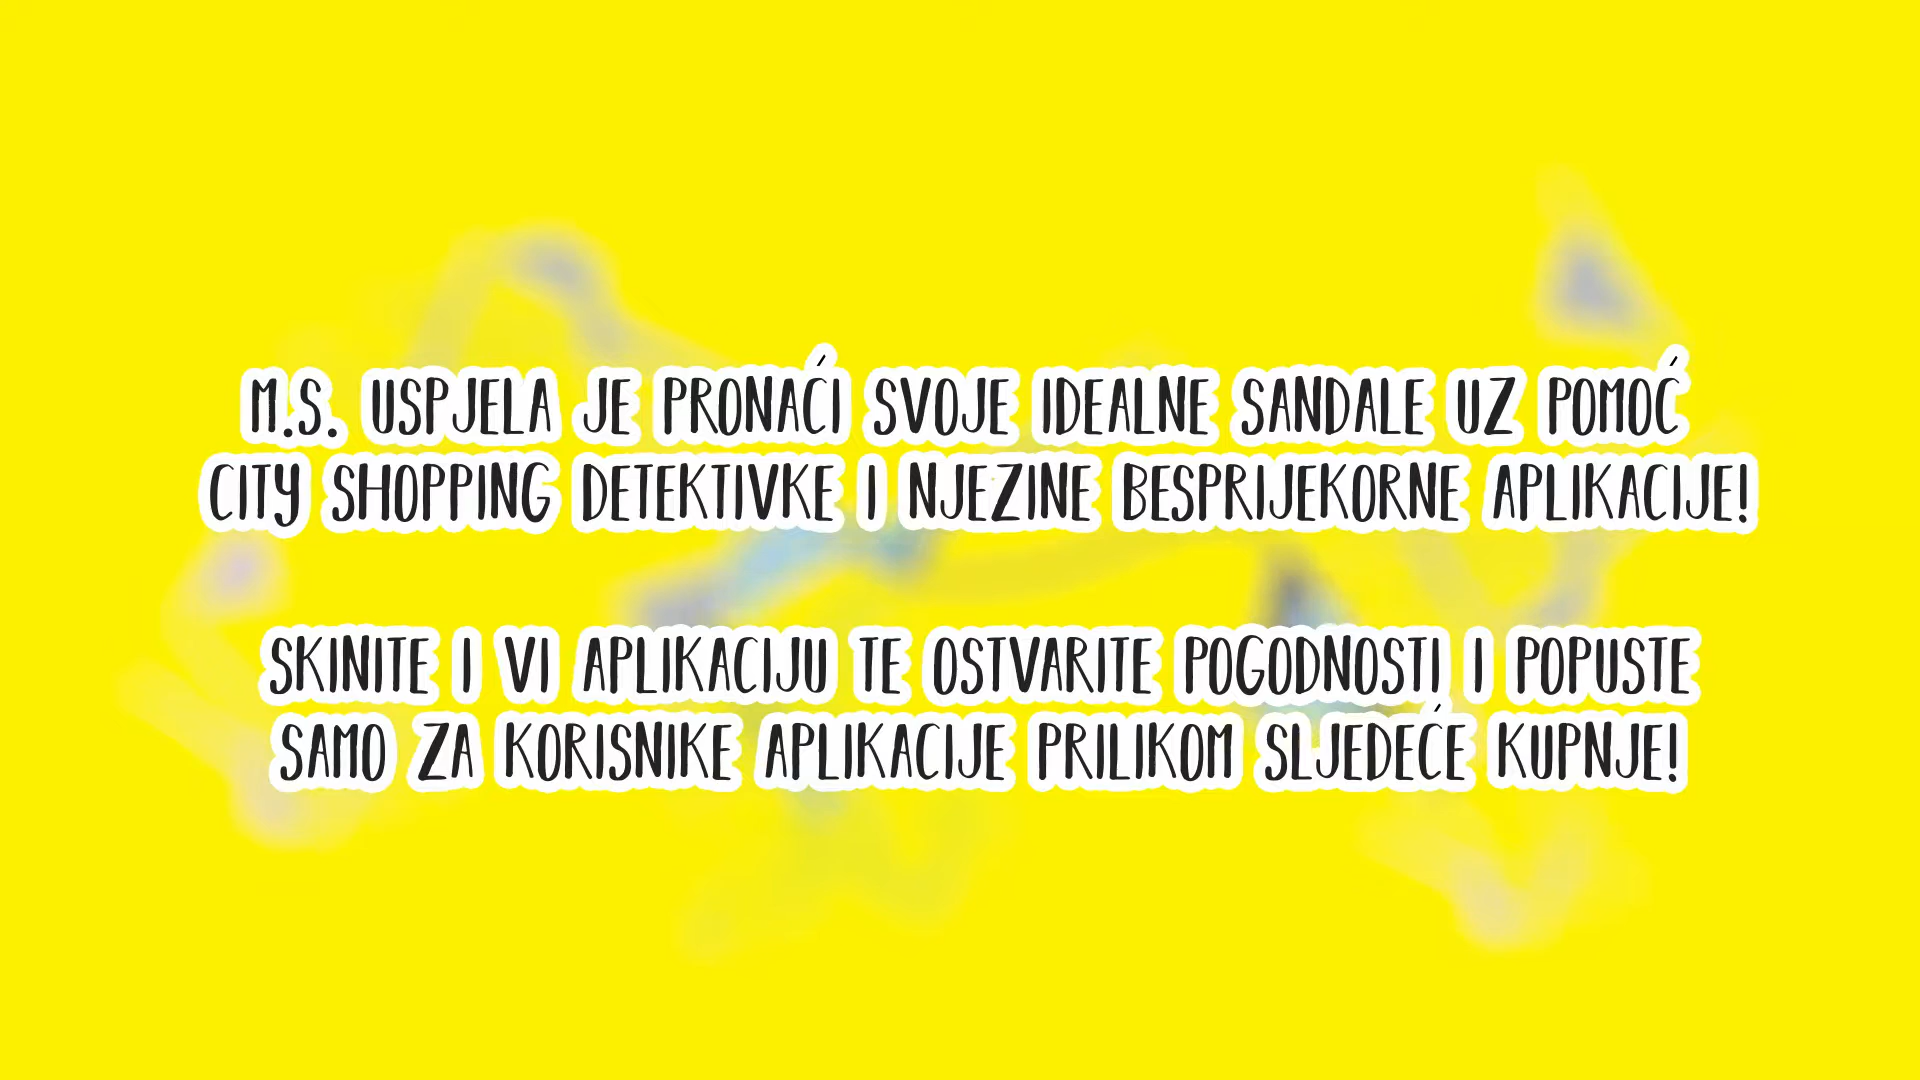 M.S. USPJELA JE PRONAĆI SVOJE IDEALNE SANDALE UZ POMOĆ
CITY SHOPPING DETEKTIVKE I NJEZINE BESPRIJEKORNE APLIKACIJE!
SKINITE I VI APLIKACIJU TE OSTVARITE POGODNOSTI I POPUSTE
SAMO ZA KORISNIKE APLIKACIJE PRILIKOM SLJEDEĆE KUPNJE!